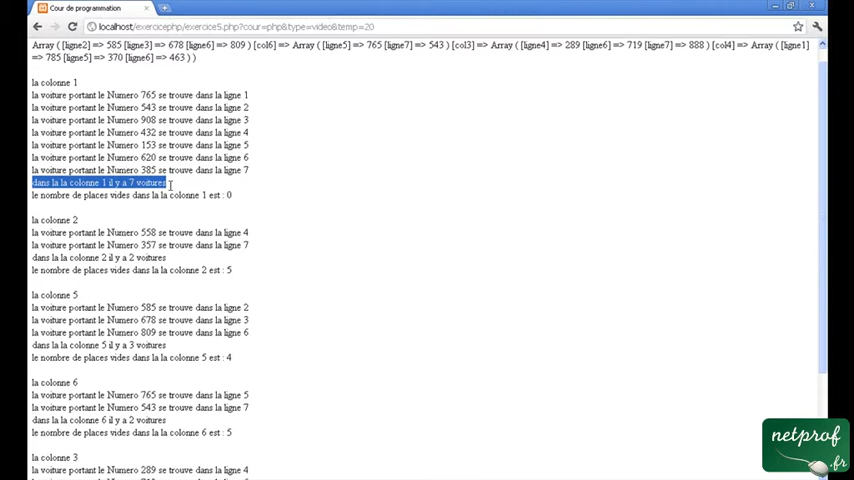 Cour de programmation
localhost/exercicephp/exercice5.php?cour=php&type=video&temp=20
Array ( [ligne2] => 585 [ligne3] => 678 [ligne6] => 809 ) [col6] => Array ( [ligne5] => 765 [ligne7] => 543 ) [col3] => Array ( [ligne4] => 289 [ligne6] => 719 [ligne7] => 888 ) [col4] => Array ( [ligne1]
=> 785 [ligne5] => 370 [ligne6] => 463 ) )
la colonne 1
la voiture portant le Numero 765 se trouve dans la ligne 1
la voiture portant le Numero 543 se trouve dans la ligne 2
la voiture portant le Numero 908 se trouve dans la ligne 3
la voiture portant le Numero 432 se trouve dans la ligne 4
la voiture portant le Numero 153 se trouve dans la ligne 5
la voiture portant le Numero 620 se trouve dans la ligne 6
la voiture portant le Numero 385 se trouve dans la ligne 7
dans la la colonne 1 il y a 7 voitures
le nombre de places vides dans la la colonne 1 est : 0
la colonne 2
la voiture portant le Numero 558 se trouve dans la ligne 4
la voiture portant le Numero 357 se trouve dans la ligne 7
dans la la colonne 2 il y a 2 voitures
le nombre de places vides dans la la colonne 2 est : 5
la colonne 5
la voiture portant le Numero 585 se trouve dans la ligne 2
la voiture portant le Numero 678 se trouve dans la ligne 3
la voiture portant le Numero 809 se trouve dans la ligne 6
dans la la colonne 5 il y a 3 voitures
le nombre de places vides dans la la colonne 5 est : 4
la colonne 6
la voiture portant le Numero 765 se trouve dans la ligne 5
la voiture portant le Numero 543 se trouve dans la ligne 7
dans la la colonne 6 il y a 2 voitures
le nombre de places vides dans la la colonne 6 est : 5
la colonne 3
la voiture portant le Numero 289 se trouve dans la ligne 4
netprof
.fr